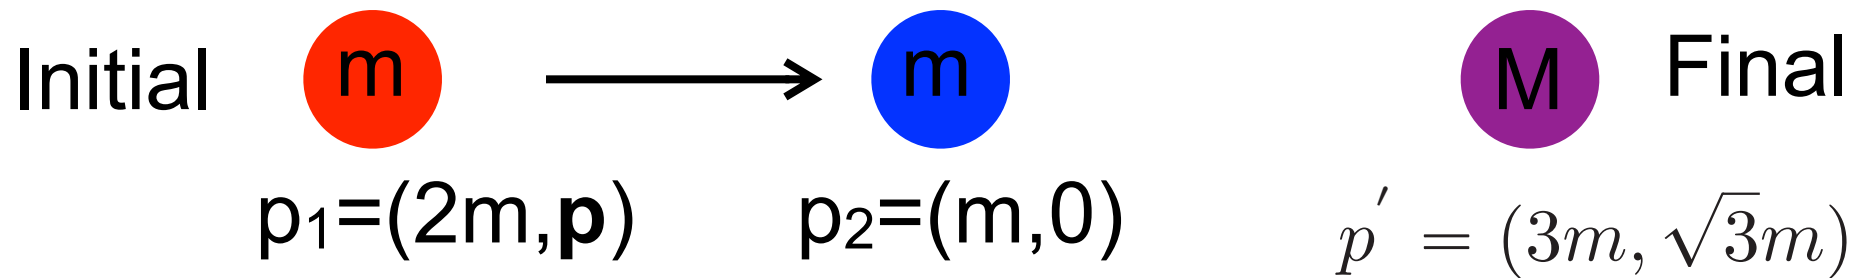 Initial m m M Final
p₁=(2m,p) p₂=(m,0) p′ = (3m, √3m)